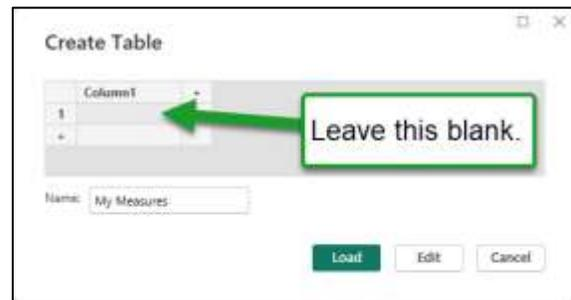 Create Table
Column1 +
1
+
Leave this blank.
Name: My Measures
Load Edit Cancel